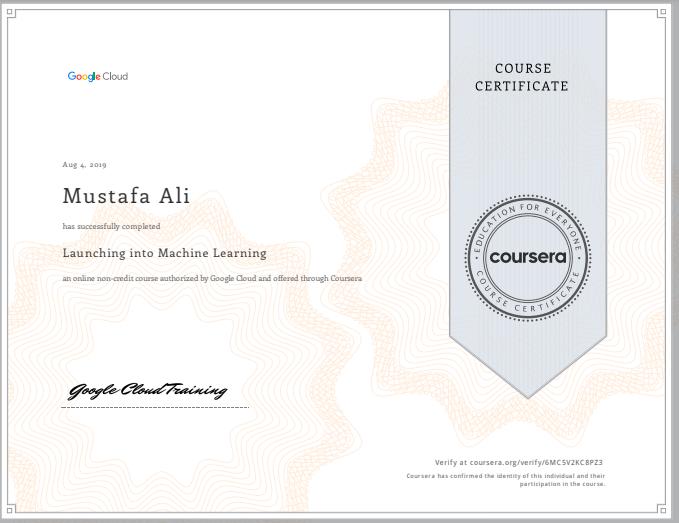 COURSE
CERTIFICATE
Google Cloud
Aug 4, 2019
Mustafa Ali
has successfully completed
Launching into Machine Learning
an online non-credit course authorized by Google Cloud and offered through Coursera
EDUCATION FOR EVERYONE
coursera
COURSE CERTIFICATE
Google Cloud Training
Verify at coursera.org/verify/6MC5V2KC8PZ3
Coursera has confirmed the identity of this individual and their
participation in the course.